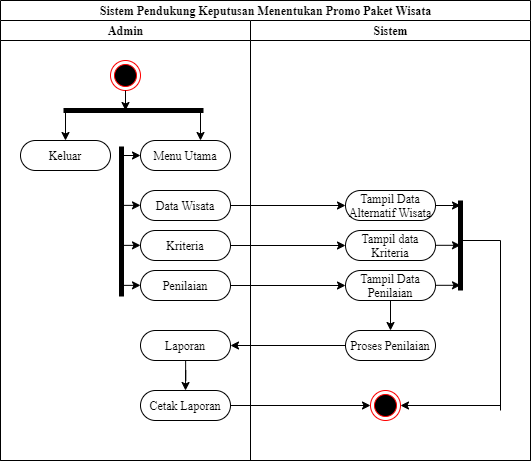 Sistem Pendukung Keputusan Menentukan Promo Paket Wisata
Admin
Sistem
Keluar
Menu Utama
Data Wisata
Tampil Data
Alternatif Wisata
Kriteria
Tampil data
Kriteria
Penilaian
Tampil Data
Penilaian
Laporan
Proses Penilaian
Cetak Laporan